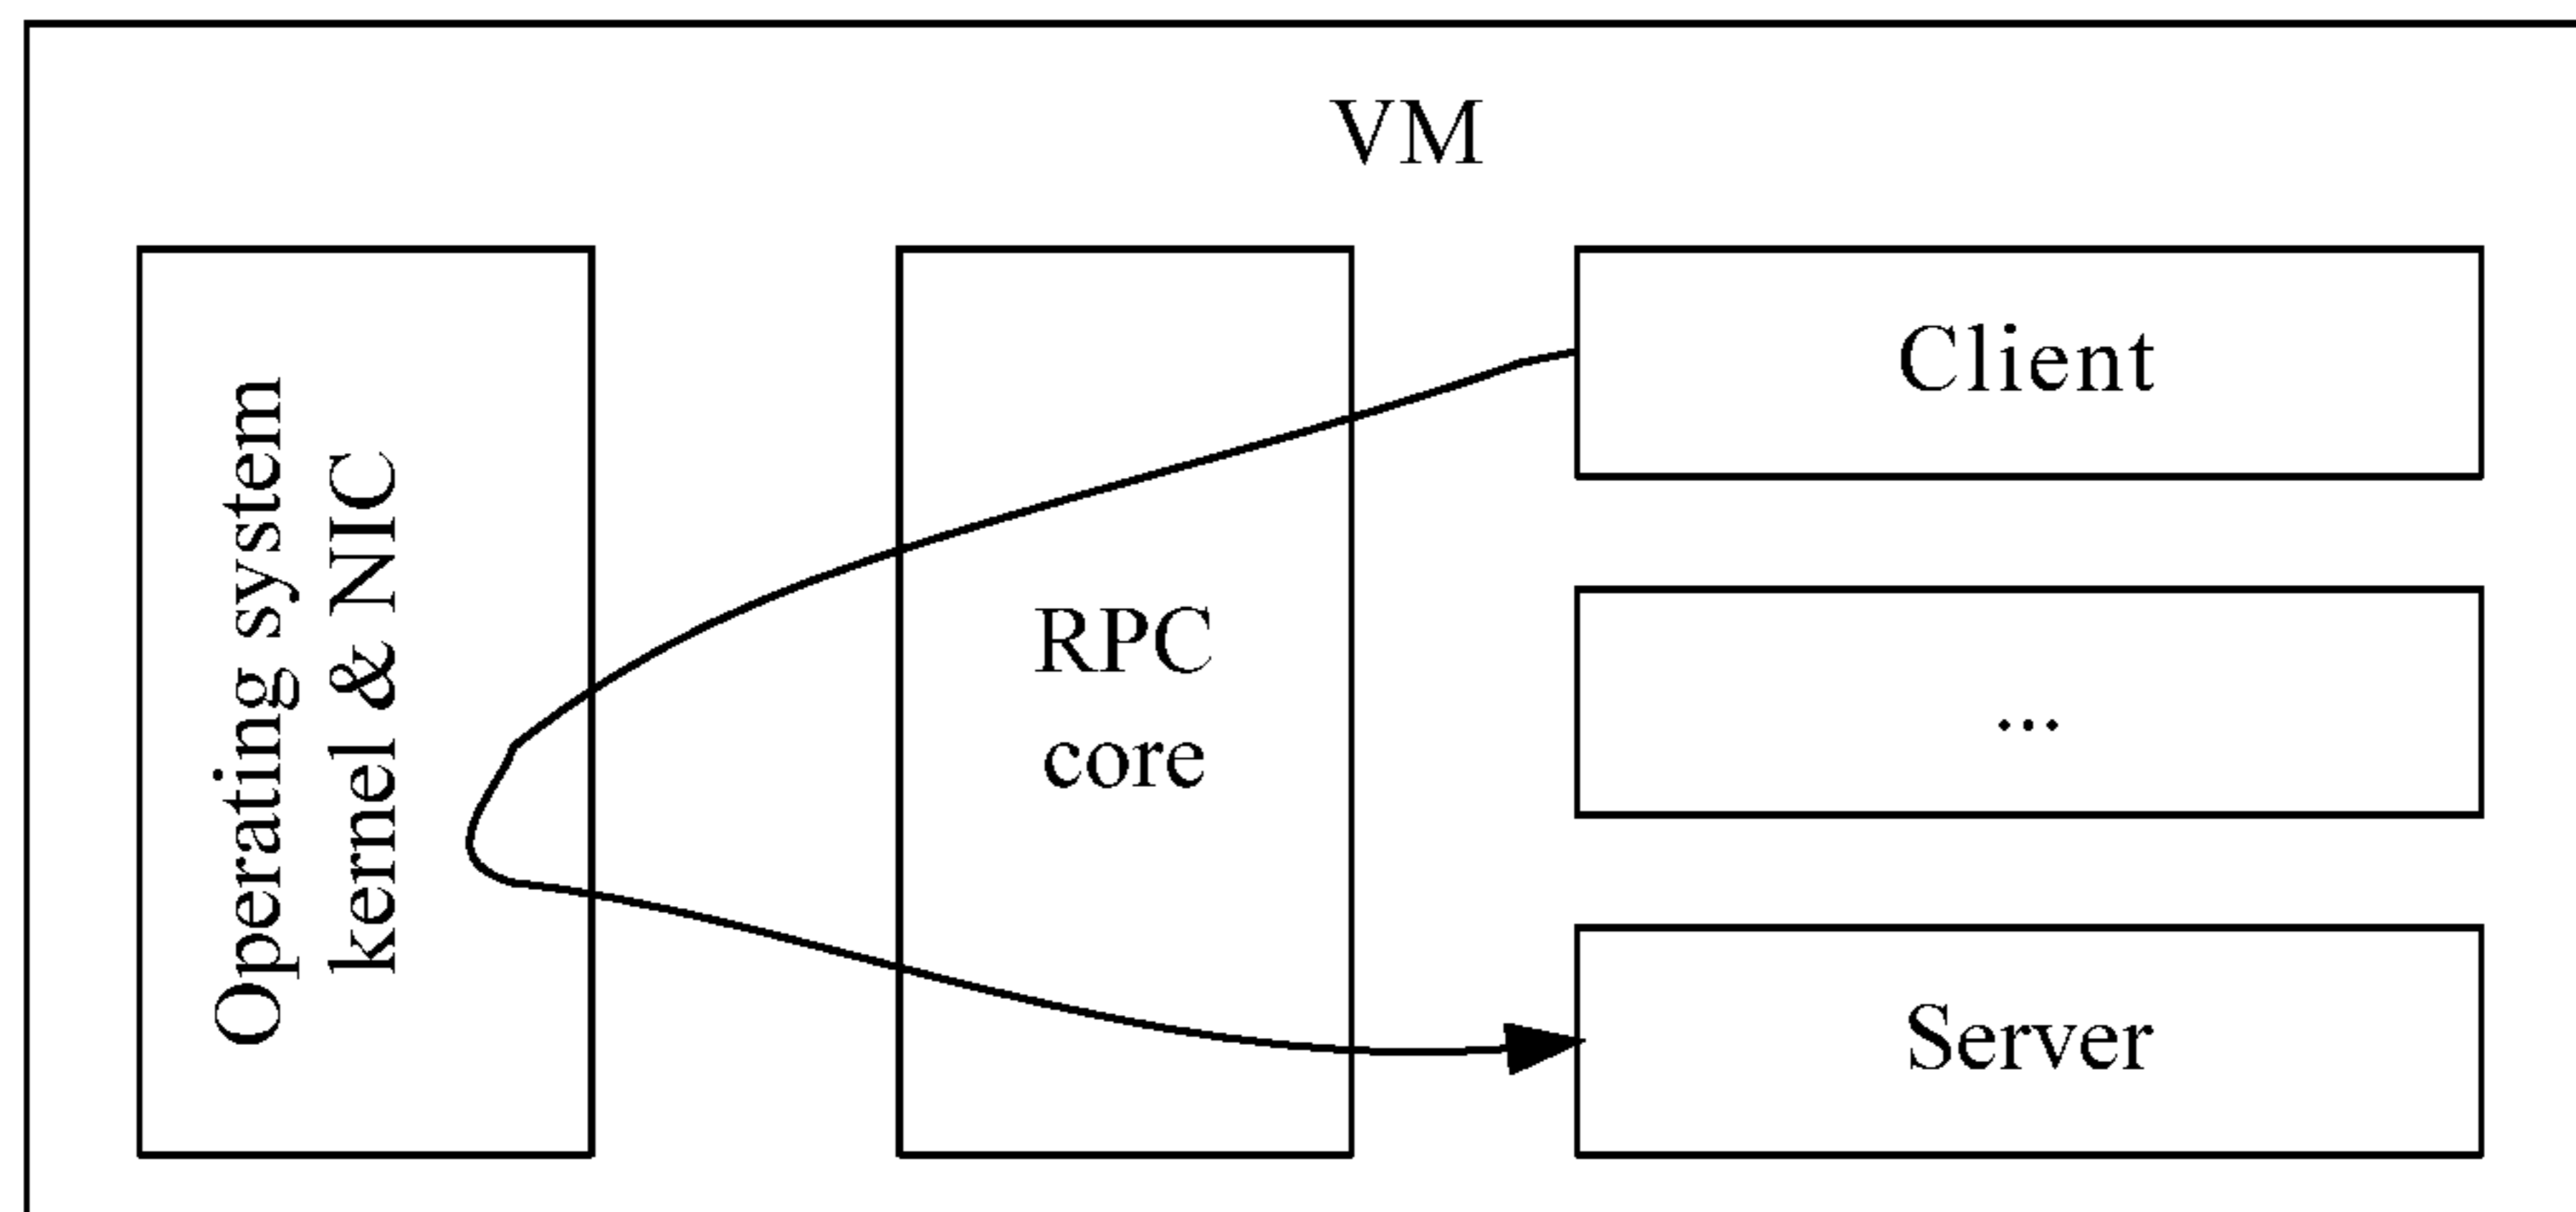 VM
Operating system
kernel & NIC
RPC
core
Client
...
Server